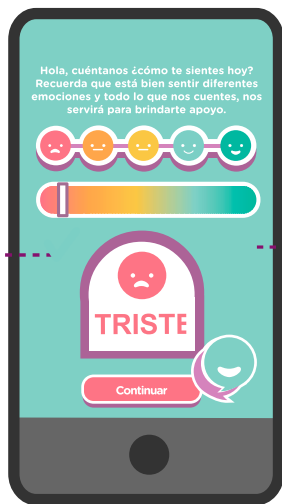 Hola, cuéntanos ¿cómo te sientes hoy?
Recuerda que está bien sentir diferentes
emociones y todo lo que nos cuentes, nos
servirá para brindarte apoyo.
TRISTE
Continuar